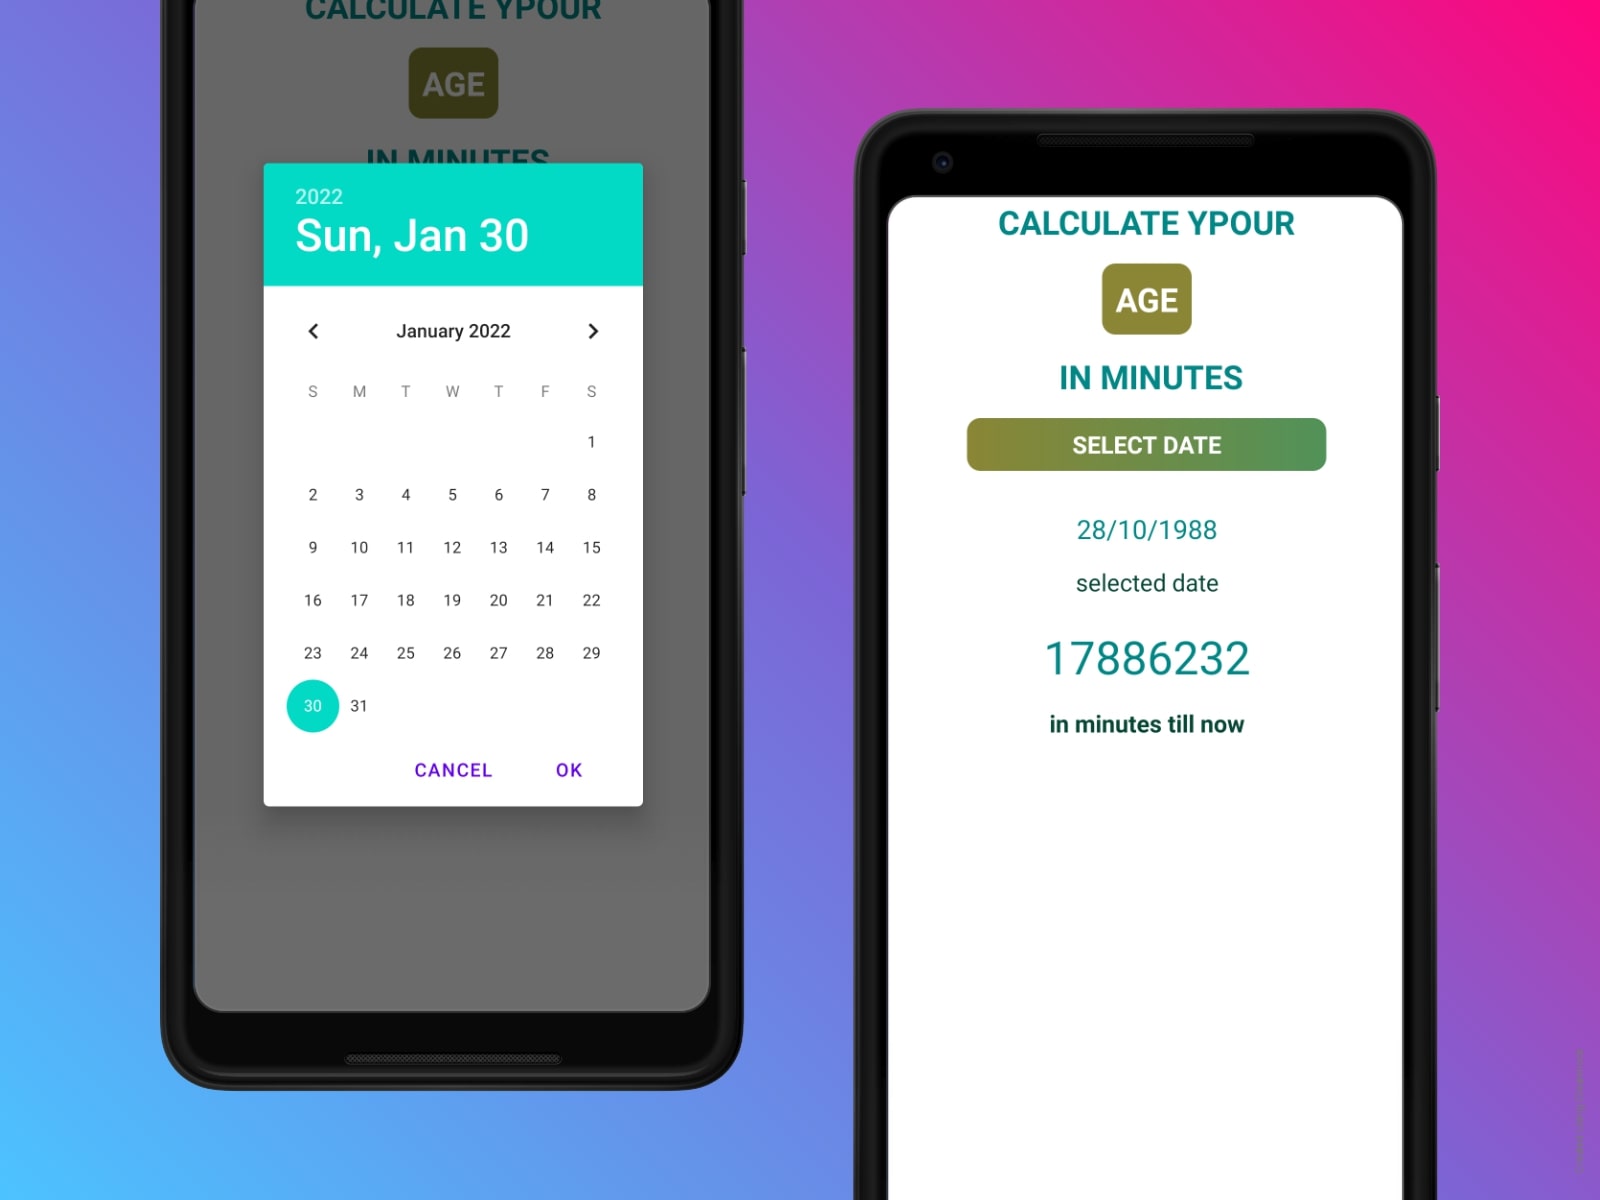 CALCULATE YPOUR
AGE
IN MINUTES
2022
Sun, Jan 30
January 2022
S M T W T F S
1
2 3 4 5 6 7 8
9 10 11 12 13 14 15
16 17 18 19 20 21 22
23 24 25 26 27 28 29
30 31
CANCEL OK
CALCULATE YPOUR
AGE
IN MINUTES
SELECT DATE
28/10/1988
selected date
17886232
in minutes till now